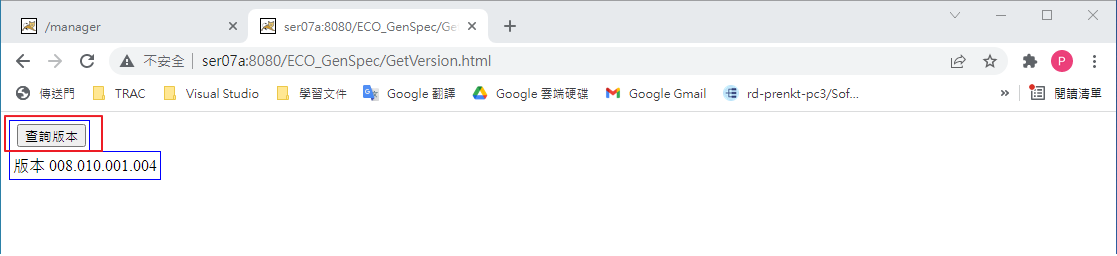 /manager
ser07a:8080/ECO_GenSpec/Ge
不安全 ser07a:8080/ECO_GenSpec/GetVersion.html
P
傳送門 TRAC Visual Studio 學習文件 Google 翻譯 Google 雲端硬碟 Google Gmail rd-prenkt-pc3/Sof... » 閱讀清單
查詢版本
版本 008.010.001.004